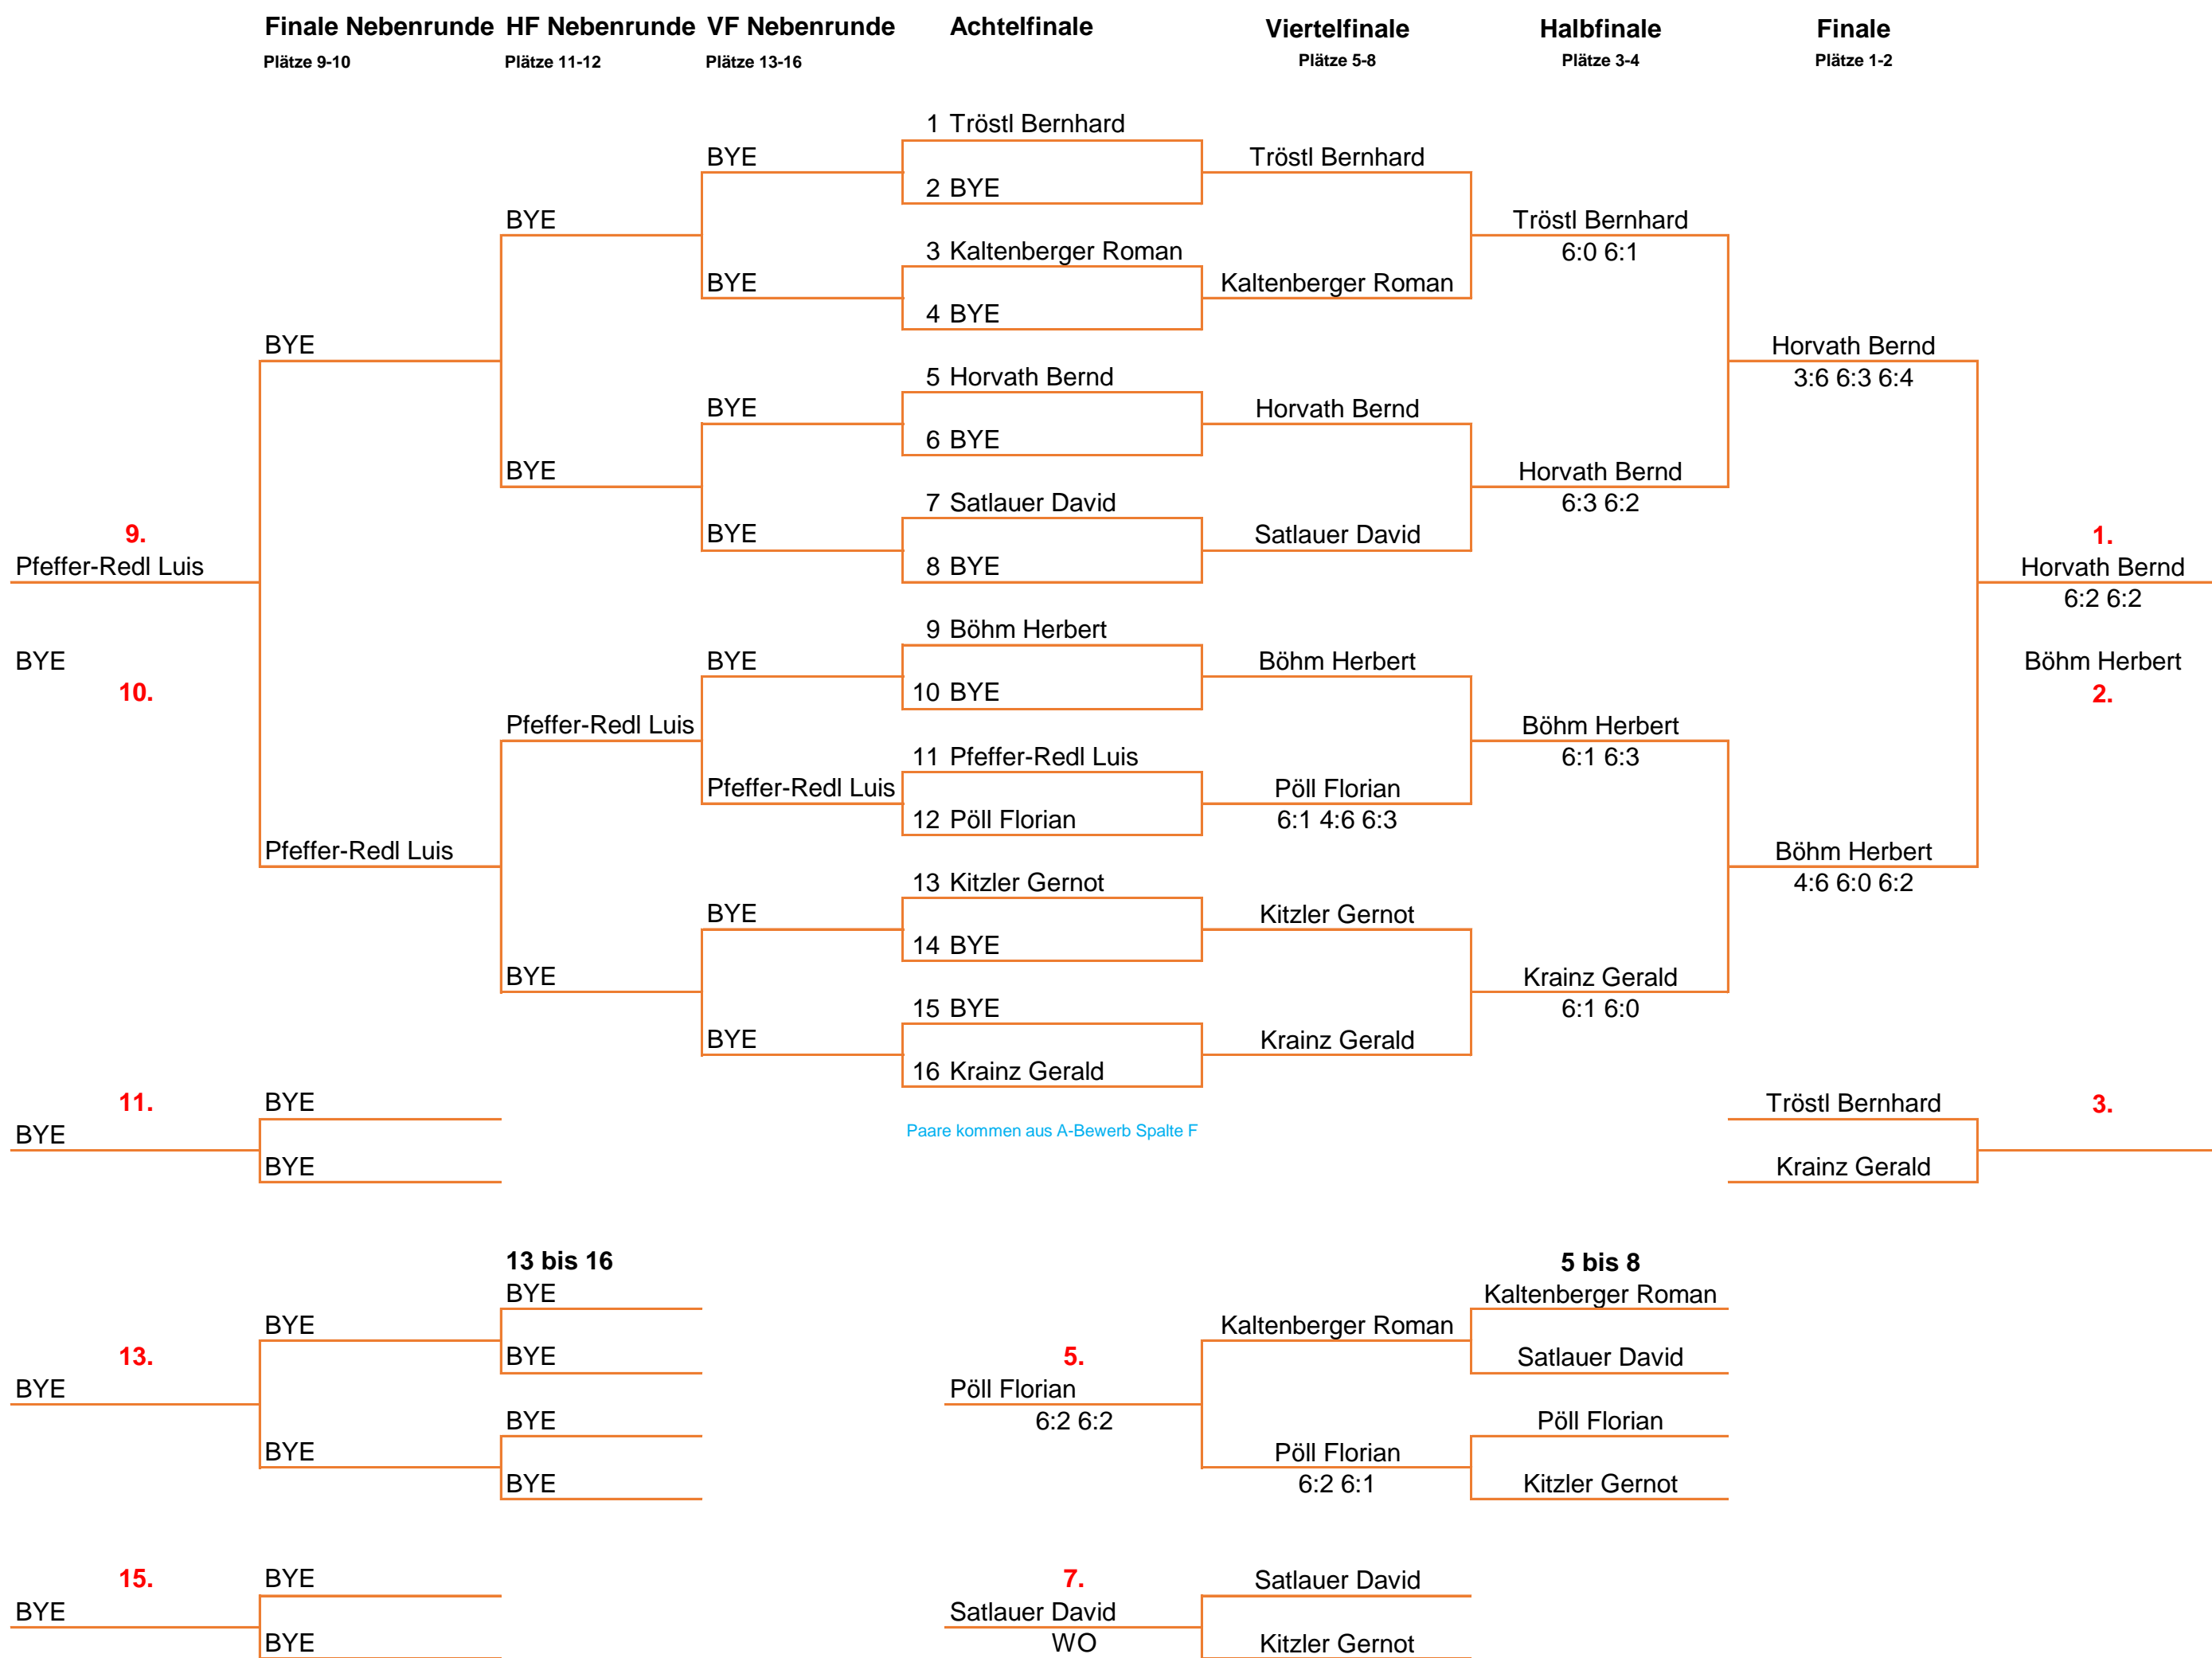 Finale Nebenrunde HF Nebenrunde VF Nebenrunde Achtelfinale Viertelfinale Halbfinale Finale
Plätze 9-10 Plätze 11-12 Plätze 13-16 Plätze 5-8 Plätze 3-4 Plätze 1-2
1 Tröstl Bernhard
BYE Tröstl Bernhard
2 BYE
BYE Tröstl Bernhard
3 Kaltenberger Roman 6:0 6:1
BYE Kaltenberger Roman
4 BYE
BYE Horvath Bernd
5 Horvath Bernd 3:6 6:3 6:4
BYE Horvath Bernd
6 BYE
BYE Horvath Bernd
7 Satlauer David 6:3 6:2
9. BYE Satlauer David 1.
Pfeffer-Redl Luis 8 BYE Horvath Bernd
6:2 6:2
9 Böhm Herbert
BYE BYE Böhm Herbert Böhm Herbert
10. 10 BYE 2.
Pfeffer-Redl Luis Böhm Herbert
11 Pfeffer-Redl Luis 6:1 6:3
Pfeffer-Redl Luis Pöll Florian
12 Pöll Florian 6:1 4:6 6:3
Pfeffer-Redl Luis Böhm Herbert
13 Kitzler Gernot 4:6 6:0 6:2
BYE Kitzler Gernot
14 BYE
BYE Krainz Gerald
15 BYE 6:1 6:0
BYE Krainz Gerald
16 Krainz Gerald
11. BYE Tröstl Bernhard 3.
BYE Paare kommen aus A-Bewerb Spalte F
BYE Krainz Gerald
13 bis 16 5 bis 8
BYE Kaltenberger Roman
BYE Kaltenberger Roman
13. BYE 5. Satlauer David
BYE Pöll Florian
BYE 6:2 6:2 Pöll Florian
BYE Pöll Florian
BYE 6:2 6:1 Kitzler Gernot
15. BYE 7. Satlauer David
BYE Satlauer David
BYE WO Kitzler Gernot